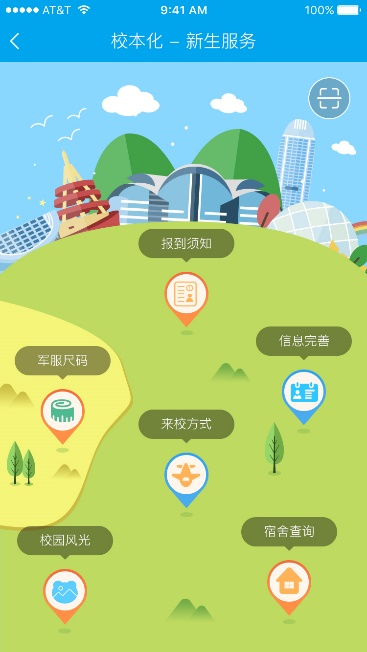 AT&T 9:41 AM 100%
校本化 – 新生服务
报到须知
信息完善
军服尺码
来校方式
宿舍查询
校园风光